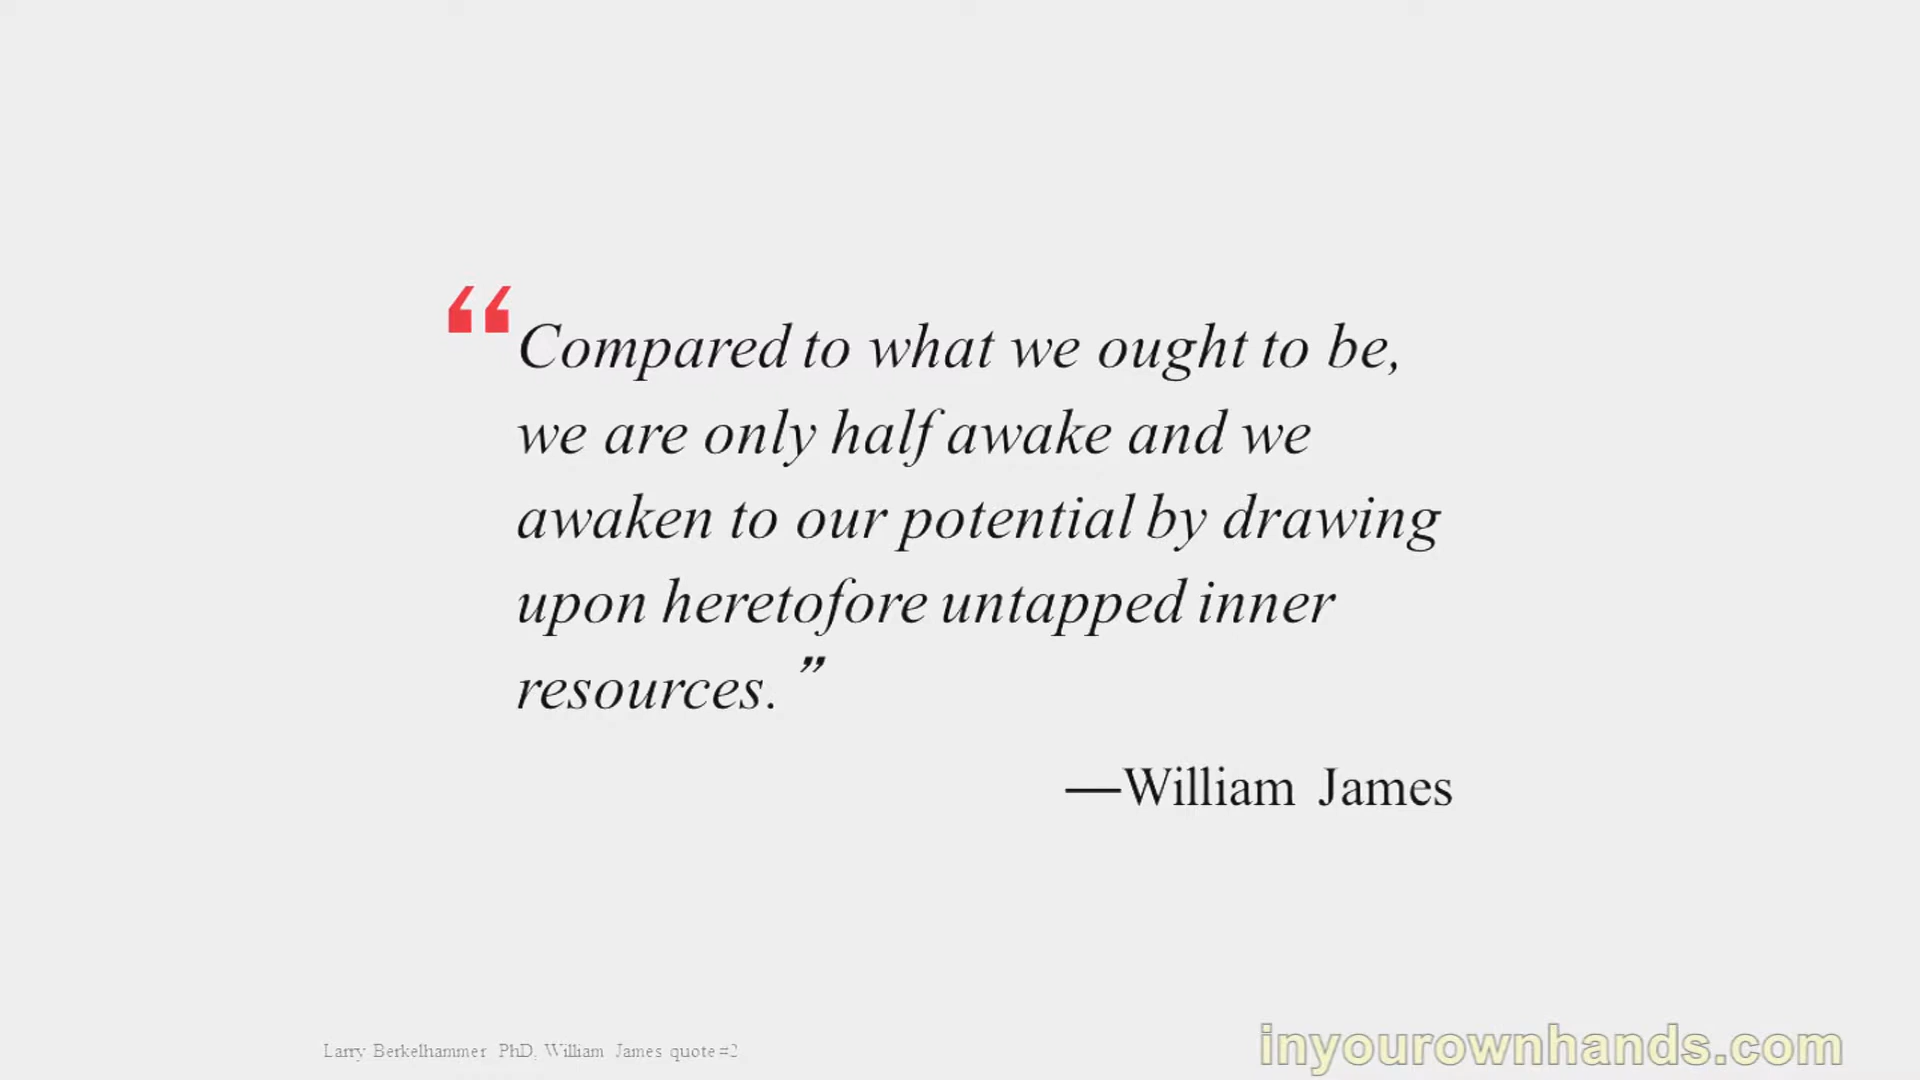 “Compared to what we ought to be,
we are only half awake and we
awaken to our potential by drawing
upon heretofore untapped inner
resources.”
—William James
Larry Berkelhammer PhD, William James quote #2
inyourownhands.com